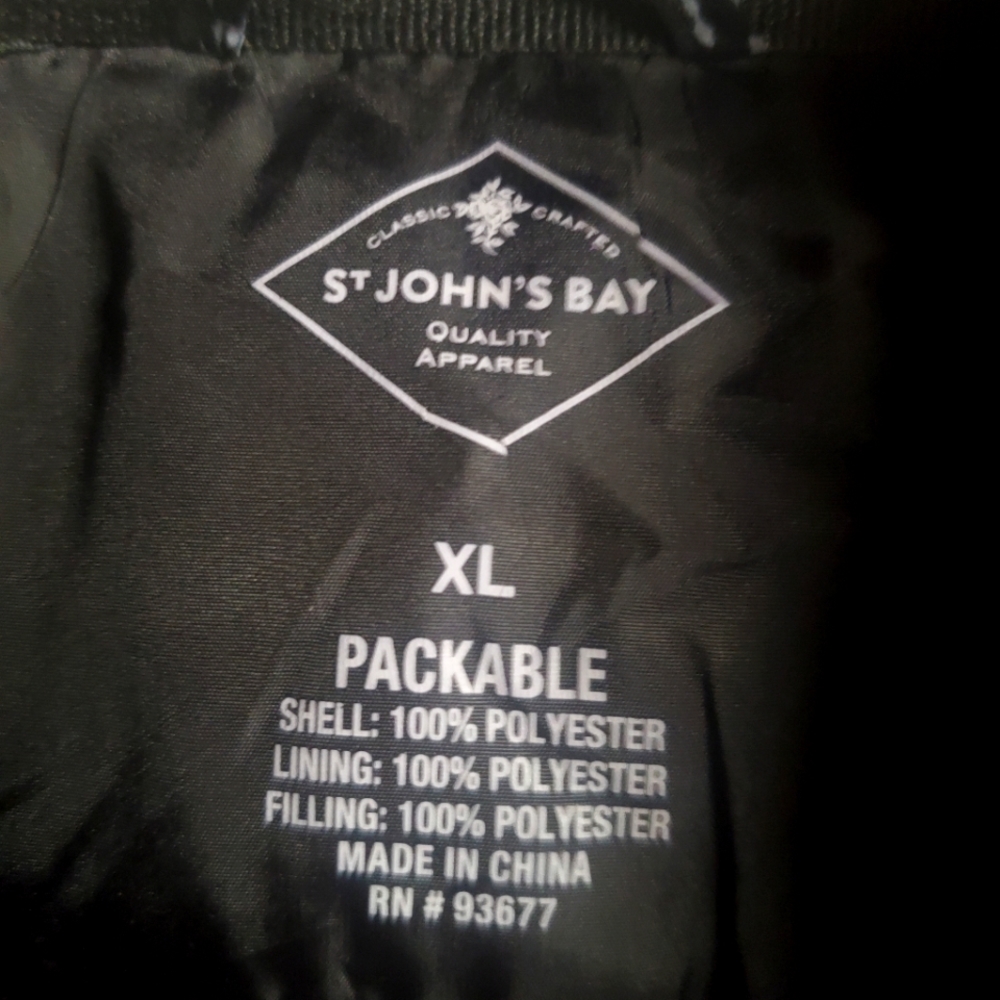 CLASSIC CRAFTED
ST JOHN'S BAY
QUALITY
APPAREL
XL
PACKABLE
SHELL: 100% POLYESTER
LINING: 100% POLYESTER
FILLING: 100% POLYESTER
MADE IN CHINA
RN # 93677